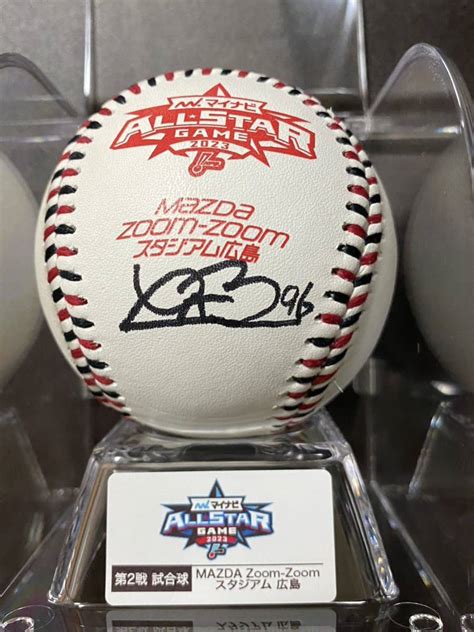 マイナビ
ALLSTAR
GAME
2023
Mazda
zoom-zoom
スタジアム広島
96
マイナビ
ALLSTAR
GAME
2023
第2戦 試合球
MAZDA Zoom-Zoom
スタジアム 広島